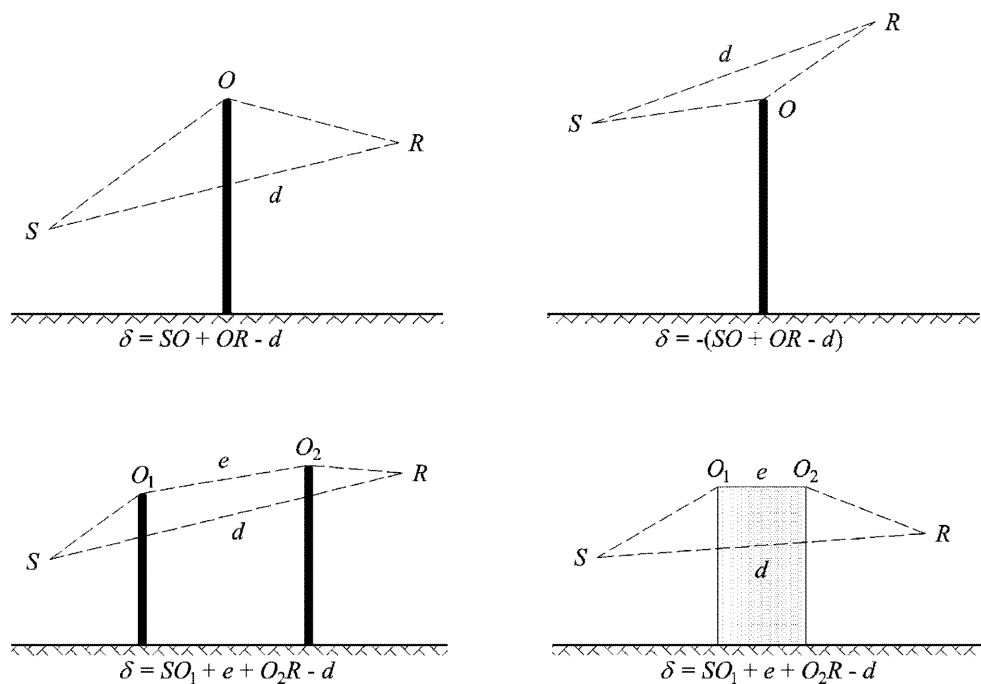 O
S
R
d
δ = SO + OR - d
R
d
S
O
δ = -(SO + OR - d)
O₁
e
O₂
R
S
d
δ = SO₁ + e + O₂R - d
O₁
e
O₂
S
R
d
δ = SO₁ + e + O₂R - d